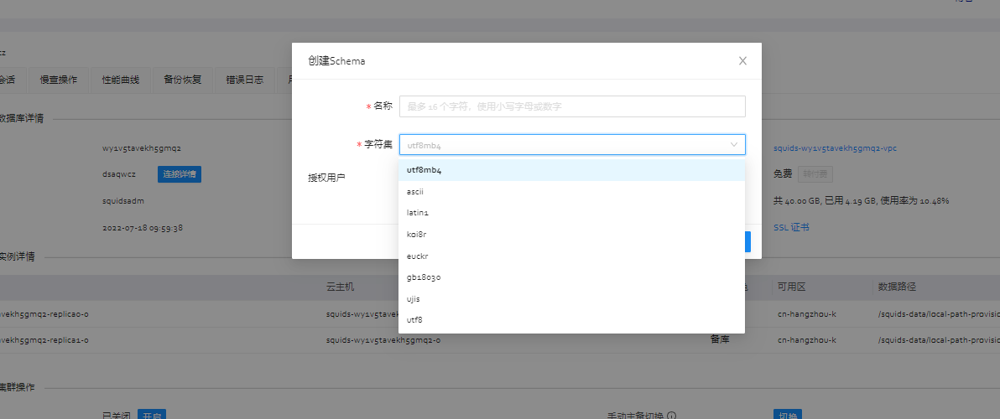 cz
会话 慢查操作 性能曲线 备份恢复 错误日志
创建Schema
* 名称 最多 16 个字符，使用小写字母或数字
* 字符集 utf8mb4
授权用户
utf8mb4
ascii
latin1
koi8r
euckr
gb18030
ujis
utf8
数据库详情
wy1v5tavekh5gmq2 squids-wy1v5tavekh5gmq2-vpc
dsaqwcz 连接详情 免费 转付费
squidsadm 共 40.00 GB, 已用 4.19 GB, 使用率为 10.48%
2022-07-18 09:59:38 SSL 证书
实例详情
云主机 可用区 数据路径
avekh5gmq2-replica0-0 squids-wy1v5tavekh cn-hangzhou-k /squids-data/local-path-provisio
avekh5gmq2-replica1-0 squids-wy1v5tavekh5gmq2-0 备库 cn-hangzhou-k /squids-data/local-path-provisio
集群操作
已关闭 开启 手动主备切换 切换